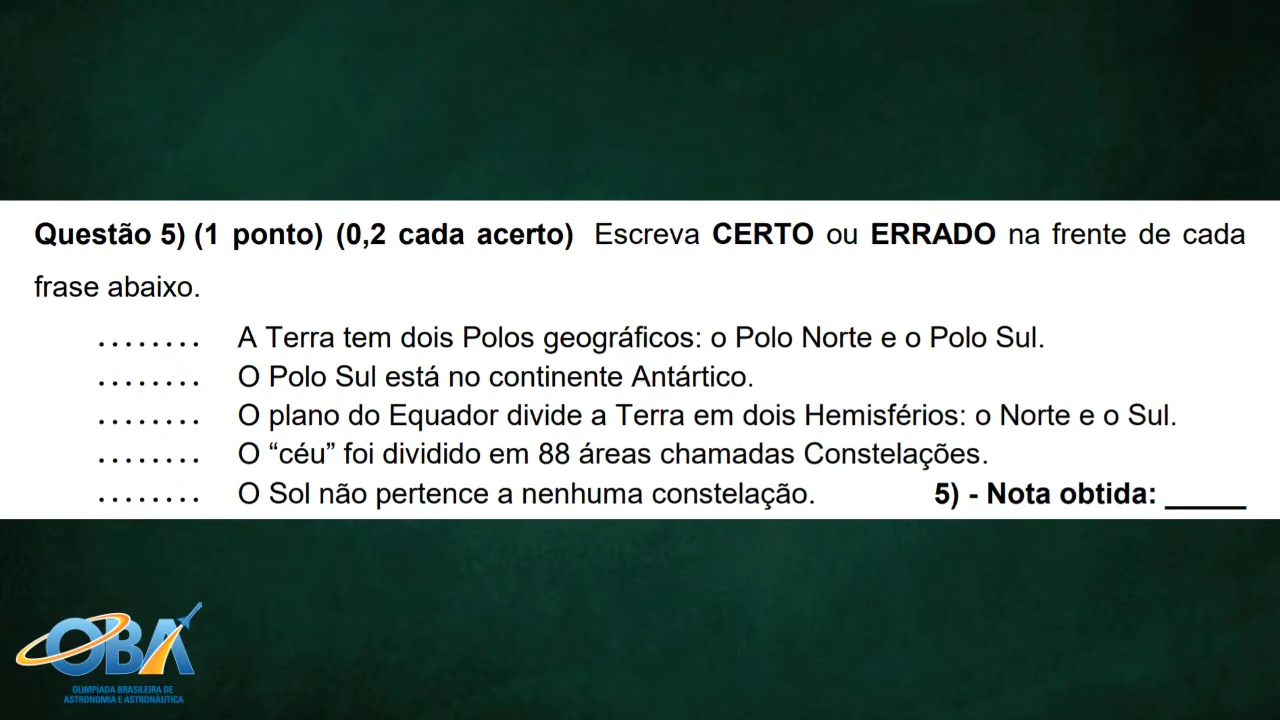 Questão 5) (1 ponto) (0,2 cada acerto) Escreva CERTO ou ERRADO na frente de cada
frase abaixo.
........ A Terra tem dois Polos geográficos: o Polo Norte e o Polo Sul.
........ O Polo Sul está no continente Antártico.
........ O plano do Equador divide a Terra em dois Hemisférios: o Norte e o Sul.
........ O “céu” foi dividido em 88 áreas chamadas Constelações.
........ O Sol não pertence a nenhuma constelação. 5) - Nota obtida: _____
OBA
OLIMPÍADA BRASILEIRA DE
ASTRONOMIA E ASTRONÁUTICA